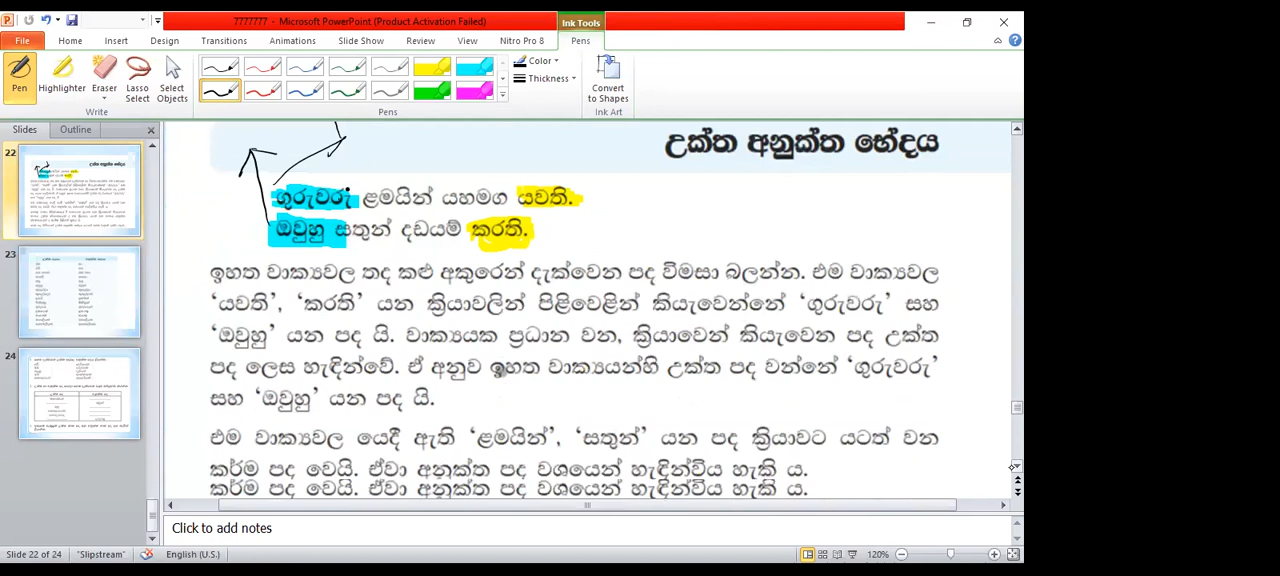 7777777 - Microsoft PowerPoint (Product Activation Failed)
Ink Tools
File Home Insert Design Transitions Animations Slide Show Review View Nitro Pro 8 Pens
Pen Highlighter Eraser Lasso Select Select Objects
Color
Thickness
Convert to Shapes
Write Pens Ink Art
Slides Outline
22
23
24
උක්ත අනුක්ත භේදය
ගුරුවරු ළමයින් යහමග යවති.
ඔවුහු සතුන් දඩයම් කරති.
ඉහත වාක්‍යවල තද කළු අකුරෙන් දැක්වෙන පද විමසා බලන්න. එම වාක්‍යවල
‘යවති’, ‘කරති’ යන ක්‍රියාවලින් පිළිවෙළින් කියැවෙන්නේ ‘ගුරුවරු’ සහ
‘ඔවුහු’ යන පද යි. වාක්‍යයක ප්‍රධාන වන, ක්‍රියාවෙන් කියැවෙන පද උක්ත
පද ලෙස හැඳින්වේ. ඒ අනුව ඉහත වාක්‍යයන්හි උක්ත පද වන්නේ ‘ගුරුවරු’
සහ ‘ඔවුහු’ යන පද යි.
එම වාක්‍යවල යෙදී ඇති ‘ළමයින්’, ‘සතුන්’ යන පද ක්‍රියාවට යටත් වන
කර්ම පද වෙයි. ඒවා අනුක්ත පද වශයෙන් හැඳින්විය හැකි ය.
කර්ම පද වෙයි. ඒවා අනුක්ත පද වශයෙන් හැඳින්විය හැකි ය.
Click to add notes
Slide 22 of 24 "Slipstream" English (U.S.) 120%